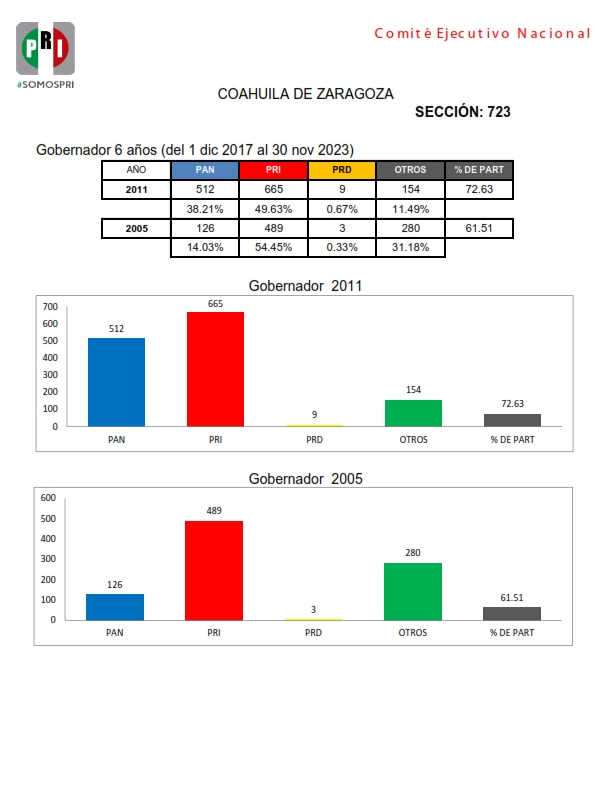 Comité Ejecutivo Nacional
PRI
#SOMOSPRI
COAHUILA DE ZARAGOZA
SECCIÓN: 723
Gobernador 6 años (del 1 dic 2017 al 30 nov 2023)
AÑO PAN PRI PRD OTROS % DE PART
2011 512 665 9 154 72.63
38.21% 49.63% 0.67% 11.49%
2005 126 489 3 280 61.51
14.03% 54.45% 0.33% 31.18%
Gobernador 2011
700
600
500
400
300
200
100
0
512
665
9
154
72.63
PAN PRI PRD OTROS % DE PART
Gobernador 2005
600
500
400
300
200
100
0
126
489
3
280
61.51
PAN PRI PRD OTROS % DE PART